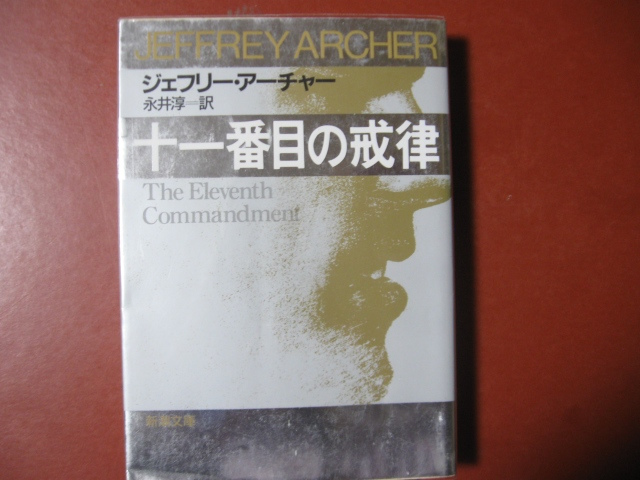 JEFFREY ARCHER
ジェフリー・アーチャー
永井淳=訳
十一番目の戒律
The Eleventh
Commandment
新潮文庫